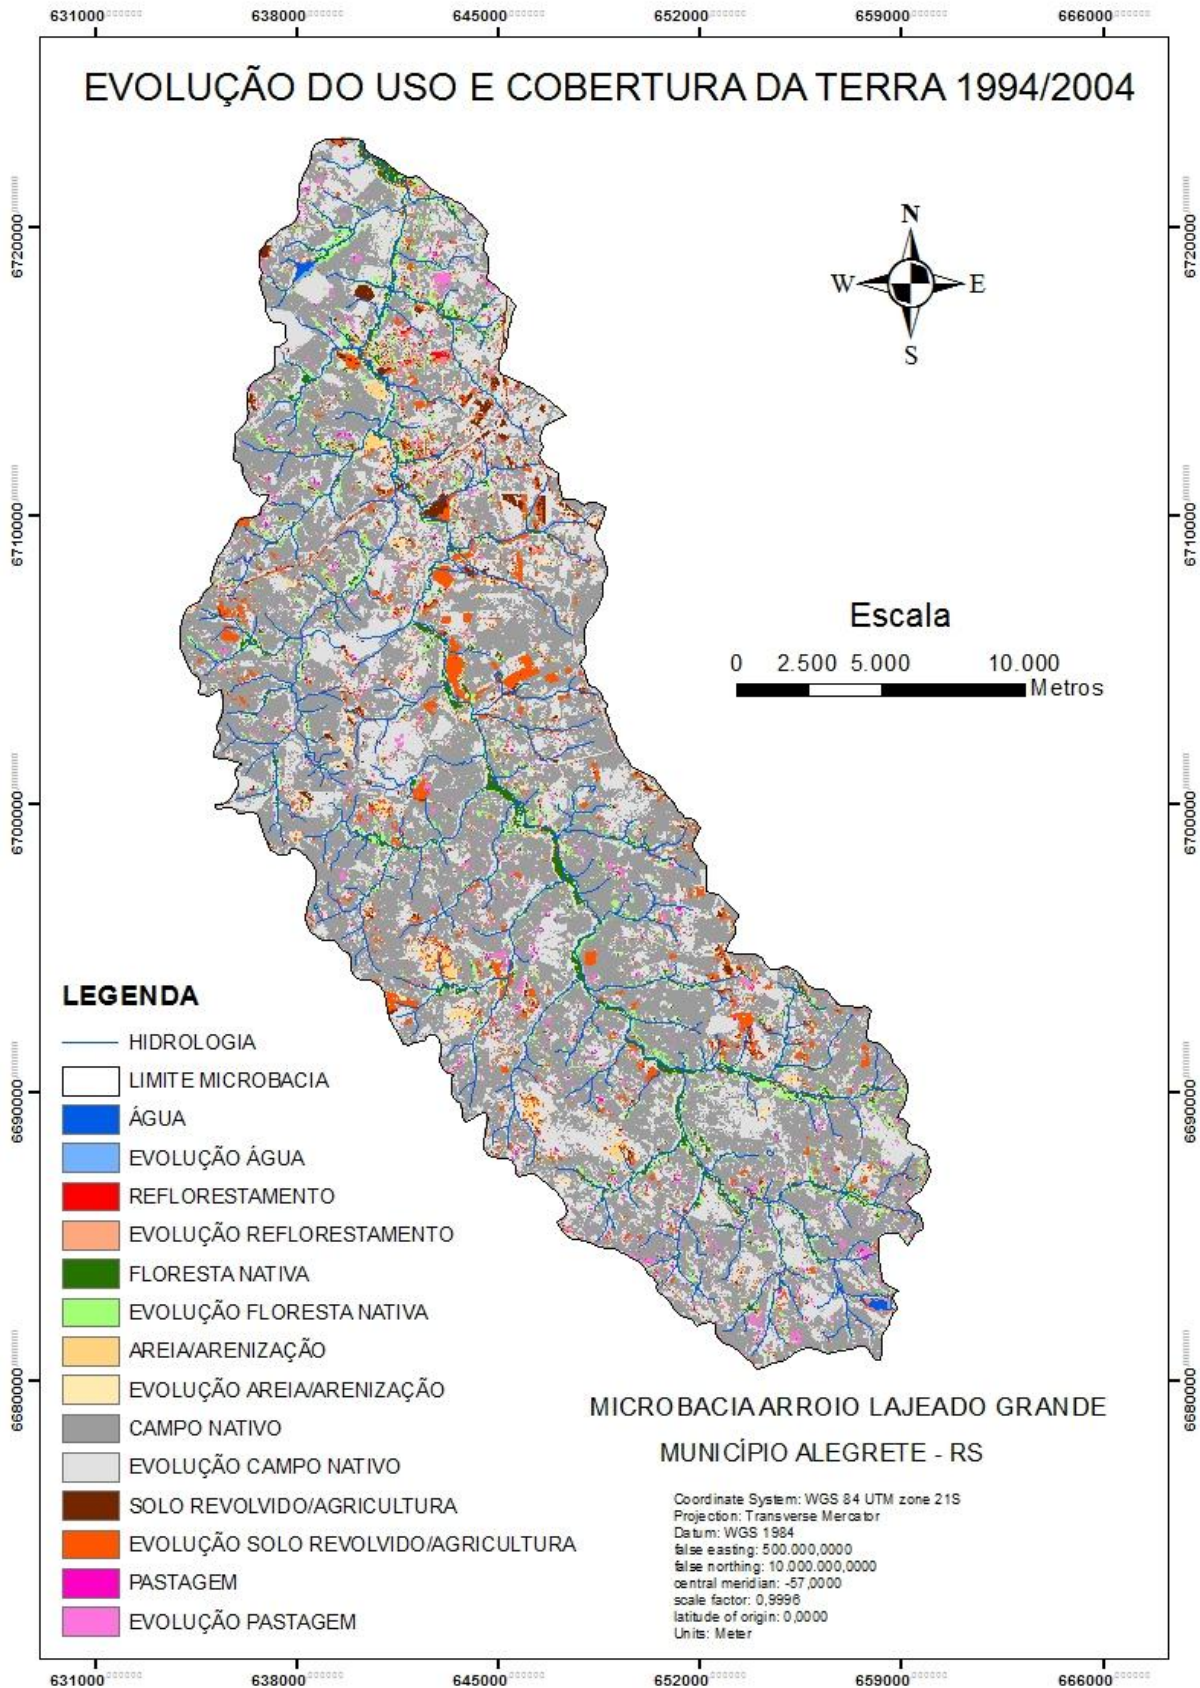 631000 638000 645000 652000 659000 666000
EVOLUÇÃO DO USO E COBERTURA DA TERRA 1994/2004
N
W E
S
6720000 6720000
6710000 6710000
Escala
0 2.500 5.000 10.000
Metros
6700000 6700000
LEGENDA
HIDROLOGIA
LIMITE MICROBACIA
ÁGUA
EVOLUÇÃO ÁGUA
REFLORESTAMENTO
EVOLUÇÃO REFLORESTAMENTO
FLORESTA NATIVA
EVOLUÇÃO FLORESTA NATIVA
AREIA/ARENIZAÇÃO
EVOLUÇÃO AREIA/ARENIZAÇÃO
CAMPO NATIVO
EVOLUÇÃO CAMPO NATIVO
SOLO REVOLVIDO/AGRICULTURA
EVOLUÇÃO SOLO REVOLVIDO/AGRICULTURA
PASTAGEM
EVOLUÇÃO PASTAGEM
6690000 6690000
6680000 6680000
MICROBACIA ARROIO LAJEADO GRANDE
MUNICÍPIO ALEGRETE - RS
Coordinate System: WGS 84 UTM zone 21S
Projection: Transverse Mercator
Datum: WGS 1984
false easting: 500.000,0000
false northing: 10.000.000,0000
central meridian: -57,0000
scale factor: 0,9996
latitude of origin: 0,0000
Units: Meter
631000 638000 645000 652000 659000 666000